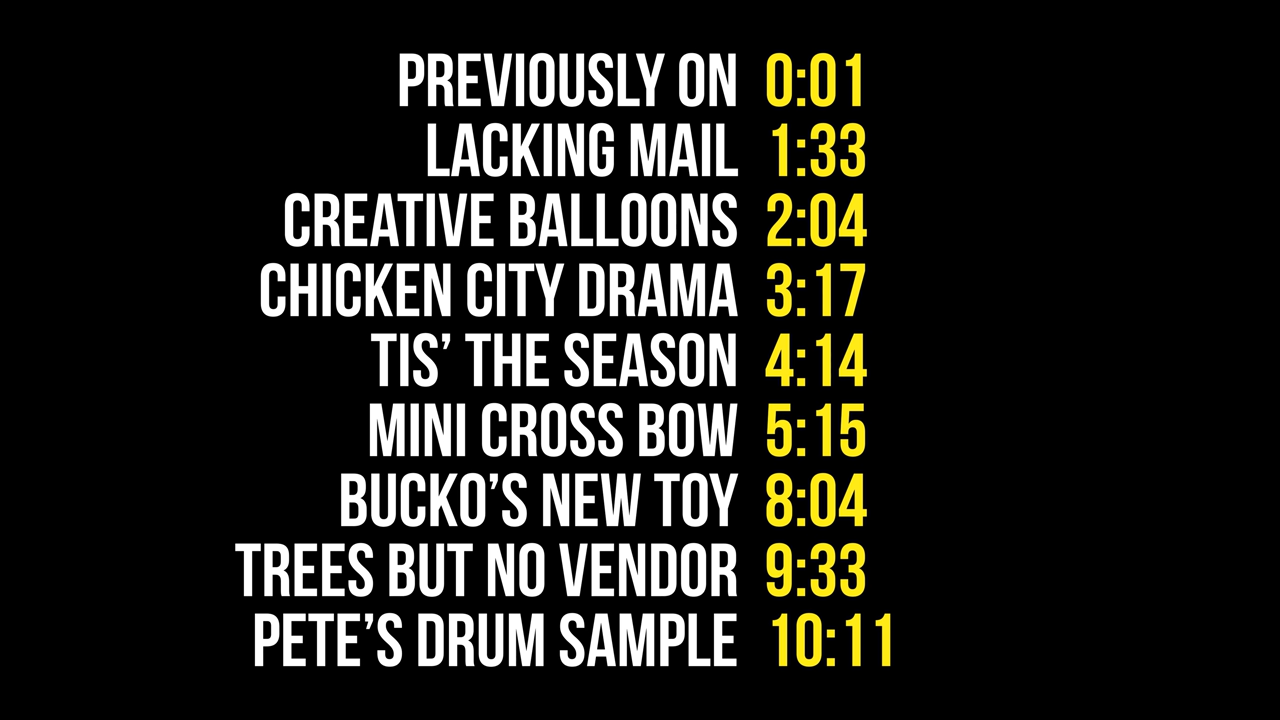 PREVIOUSLY ON 0:01
LACKING MAIL 1:33
CREATIVE BALLOONS 2:04
CHICKEN CITY DRAMA 3:17
TIS’ THE SEASON 4:14
MINI CROSS BOW 5:15
BUCKO’S NEW TOY 8:04
TREES BUT NO VENDOR 9:33
PETE’S DRUM SAMPLE 10:11